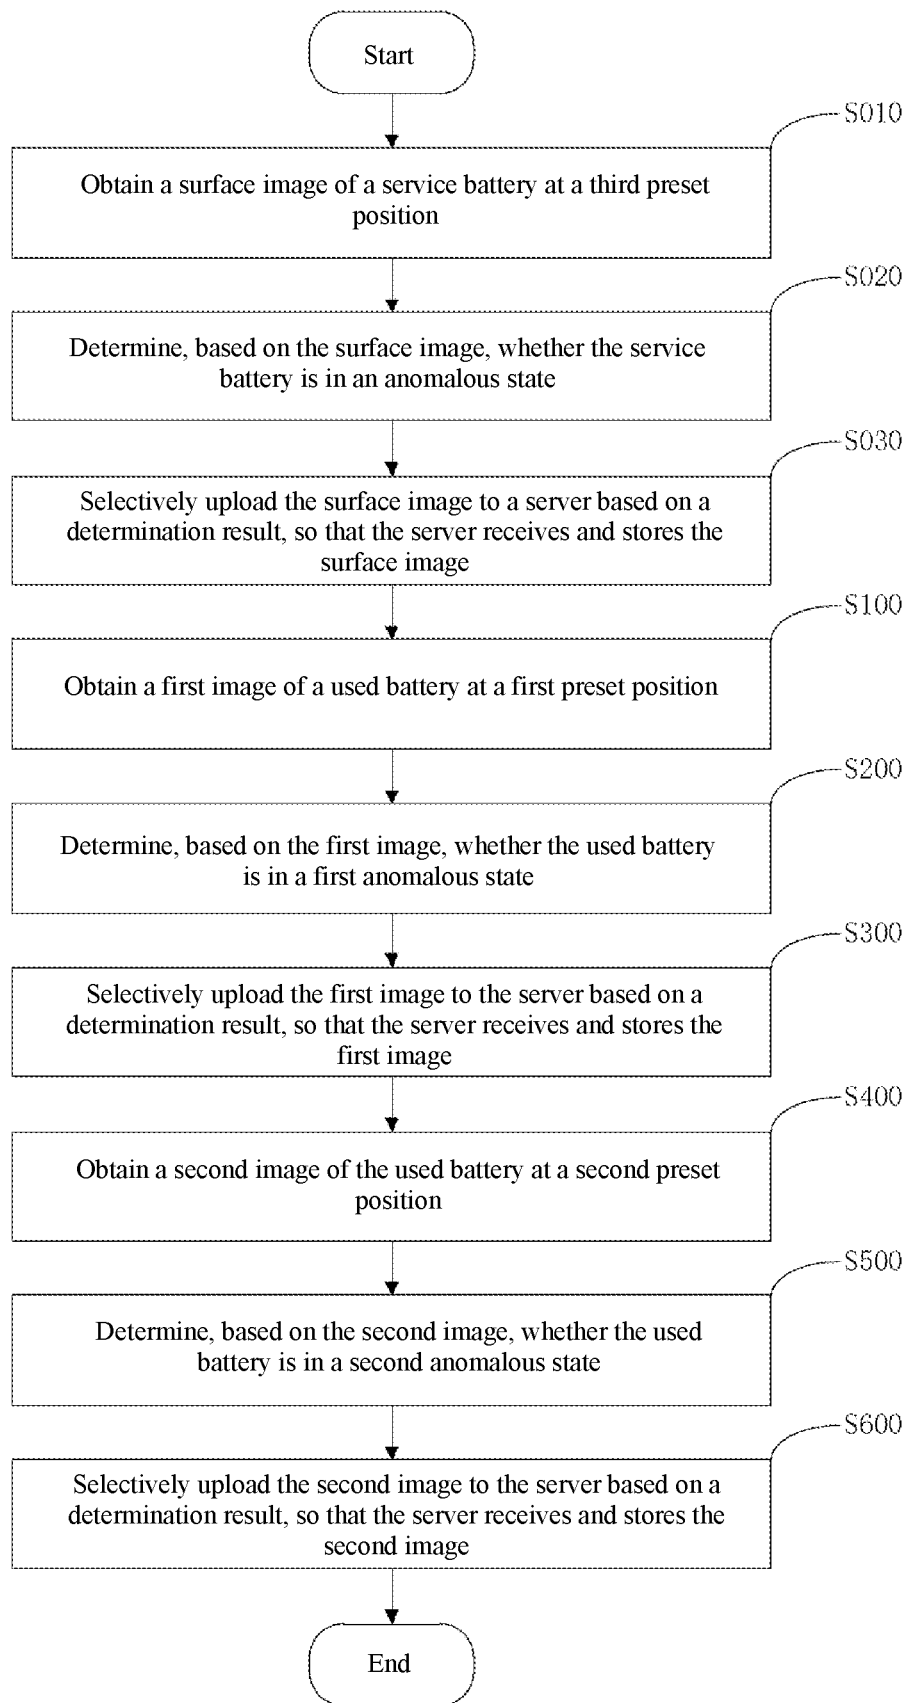 Start
S010
Obtain a surface image of a service battery at a third preset
position
S020
Determine, based on the surface image, whether the service
battery is in an anomalous state
S030
Selectively upload the surface image to a server based on a
determination result, so that the server receives and stores the
surface image
S100
Obtain a first image of a used battery at a first preset position
S200
Determine, based on the first image, whether the used battery
is in a first anomalous state
S300
Selectively upload the first image to the server based on a
determination result, so that the server receives and stores the
first image
S400
Obtain a second image of the used battery at a second preset
position
S500
Determine, based on the second image, whether the used
battery is in a second anomalous state
S600
Selectively upload the second image to the server based on a
determination result, so that the server receives and stores the
second image
End